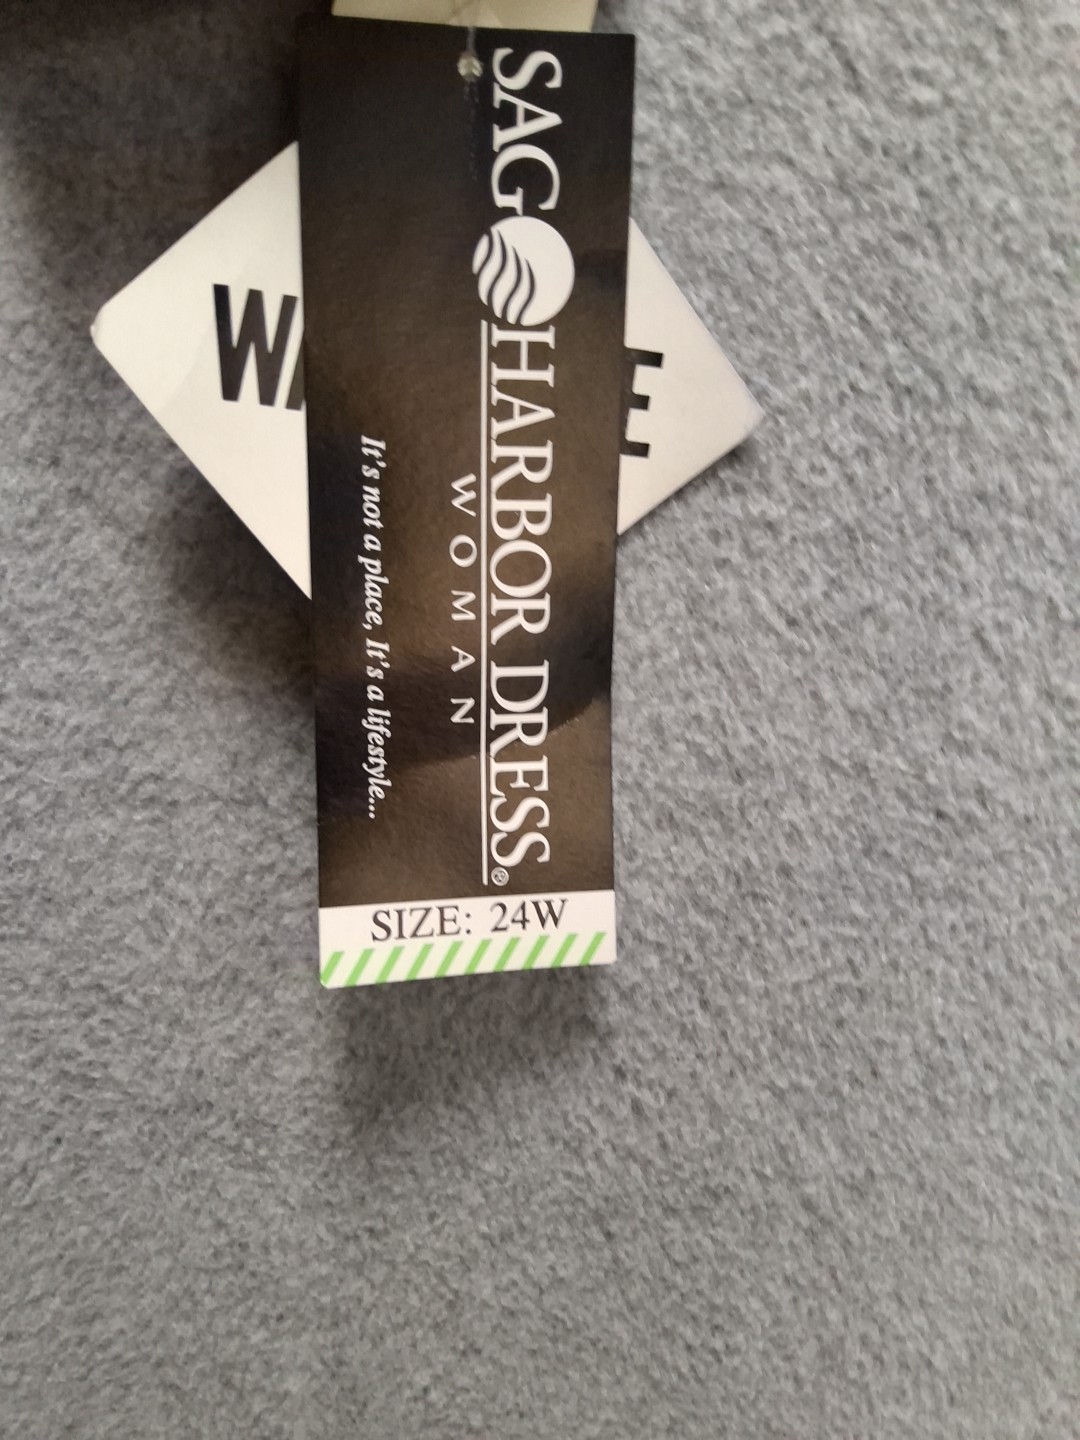 SAG HARBOR DRESS®
WOMAN
It's not a place, It's a lifestyle...
SIZE: 24W